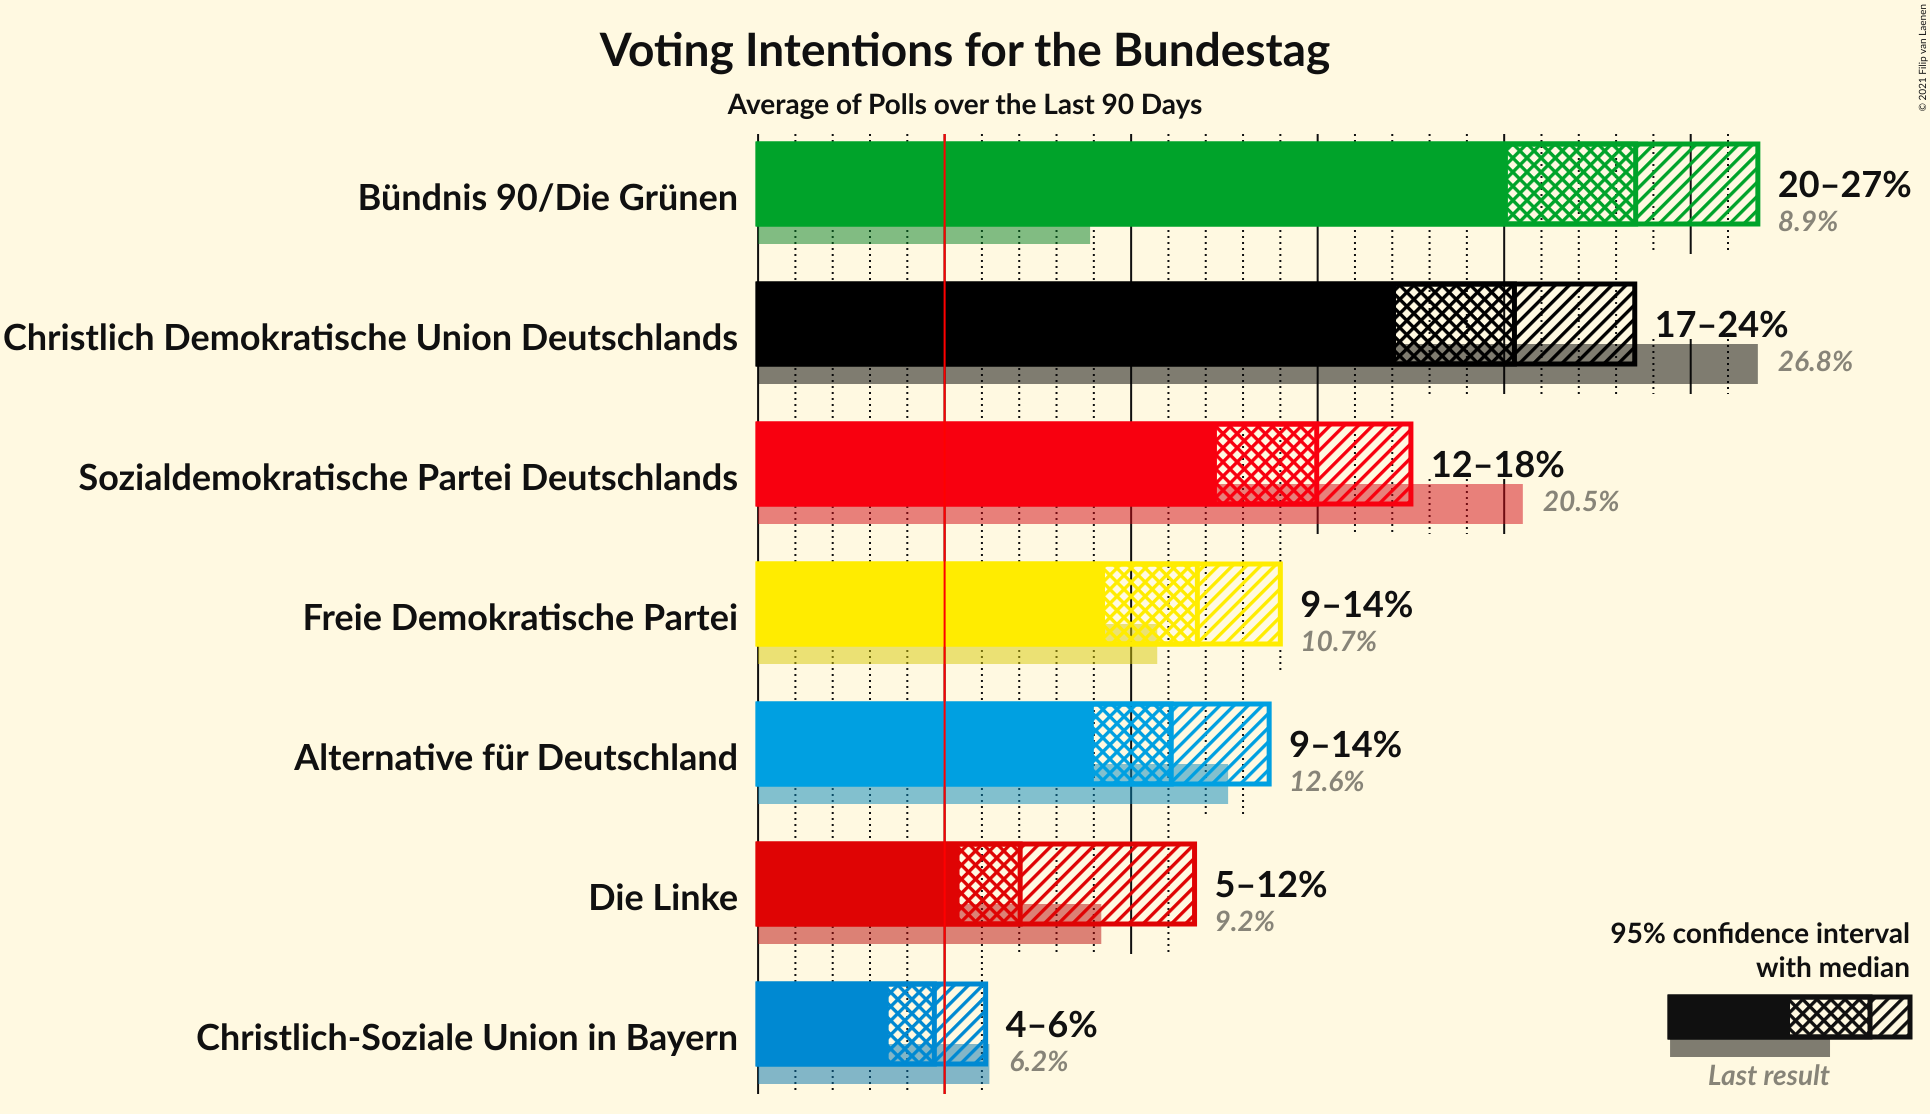 Voting Intentions for the Bundestag
Average of Polls over the Last 90 Days
© 2021 Filip van Laenen
Bündnis 90/Die Grünen
20–27%
8.9%
Christlich Demokratische Union Deutschlands
17–24%
26.8%
Sozialdemokratische Partei Deutschlands
12–18%
20.5%
Freie Demokratische Partei
9–14%
10.7%
Alternative für Deutschland
9–14%
12.6%
Die Linke
5–12%
9.2%
Christlich-Soziale Union in Bayern
4–6%
6.2%
95% confidence interval
with median
Last result